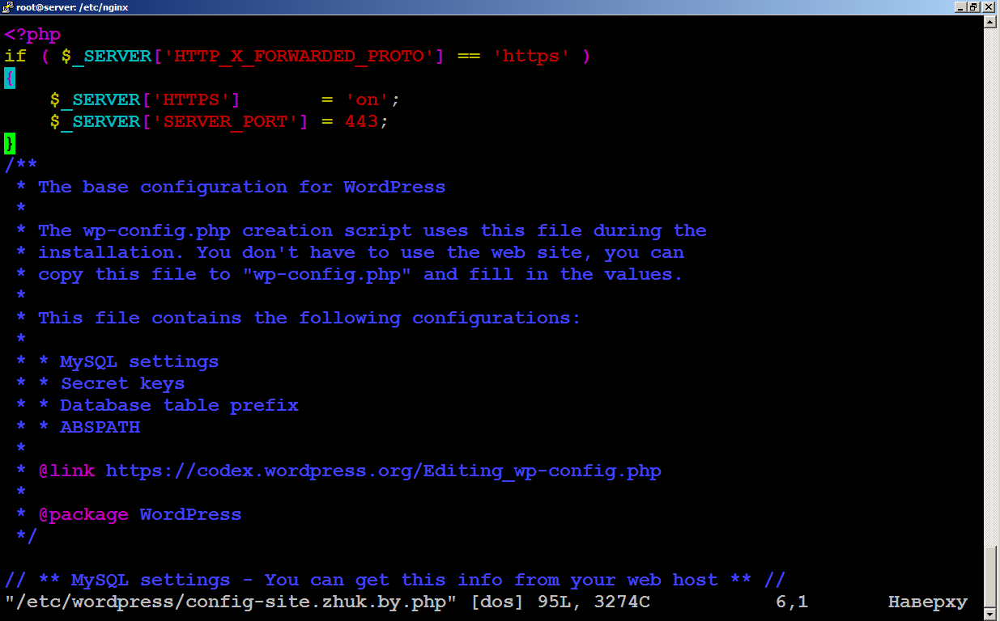 root@server: /etc/nginx
<?php
if ( $_SERVER['HTTP_X_FORWARDED_PROTO'] == 'https' )
{
    $_SERVER['HTTPS']       = 'on';
    $_SERVER['SERVER_PORT'] = 443;
}
/**
 * The base configuration for WordPress
 *
 * The wp-config.php creation script uses this file during the
 * installation. You don't have to use the web site, you can
 * copy this file to "wp-config.php" and fill in the values.
 *
 * This file contains the following configurations:
 *
 * * MySQL settings
 * * Secret keys
 * * Database table prefix
 * * ABSPATH
 *
 * @link https://codex.wordpress.org/Editing_wp-config.php
 *
 * @package WordPress
 */

// ** MySQL settings - You can get this info from your web host ** //
"/etc/wordpress/config-site.zhuk.by.php" [dos] 95L, 3274C           6,1       Наверху